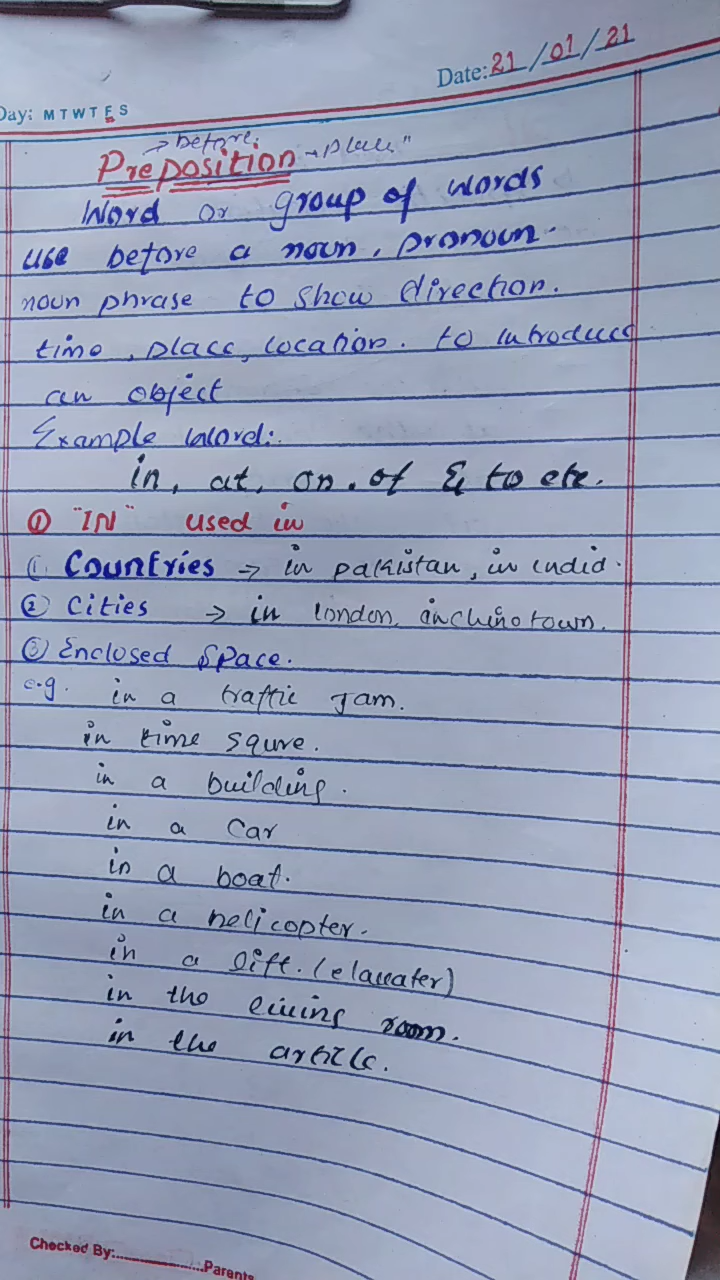 Date: 21/01/21
Day: M T W T F S
→ before. → place"
Preposition
Word or group of words
use before a noun, pronoun.
noun phrase to show direction.
time, place, location. to introduce
an object
Example Word:.
in, at, on. of & to etc.
① "IN" used in
① Countries → in pakistan, in india.
② Cities → in london, in china town.
③ Enclosed Space.
e.g. in a traffic Jam.
in time squre.
in a building.
in a Car
in a boat.
in a helicopter.
in a lift. (elavater)
in the living room.
in the article.
Checked By:..................Parents